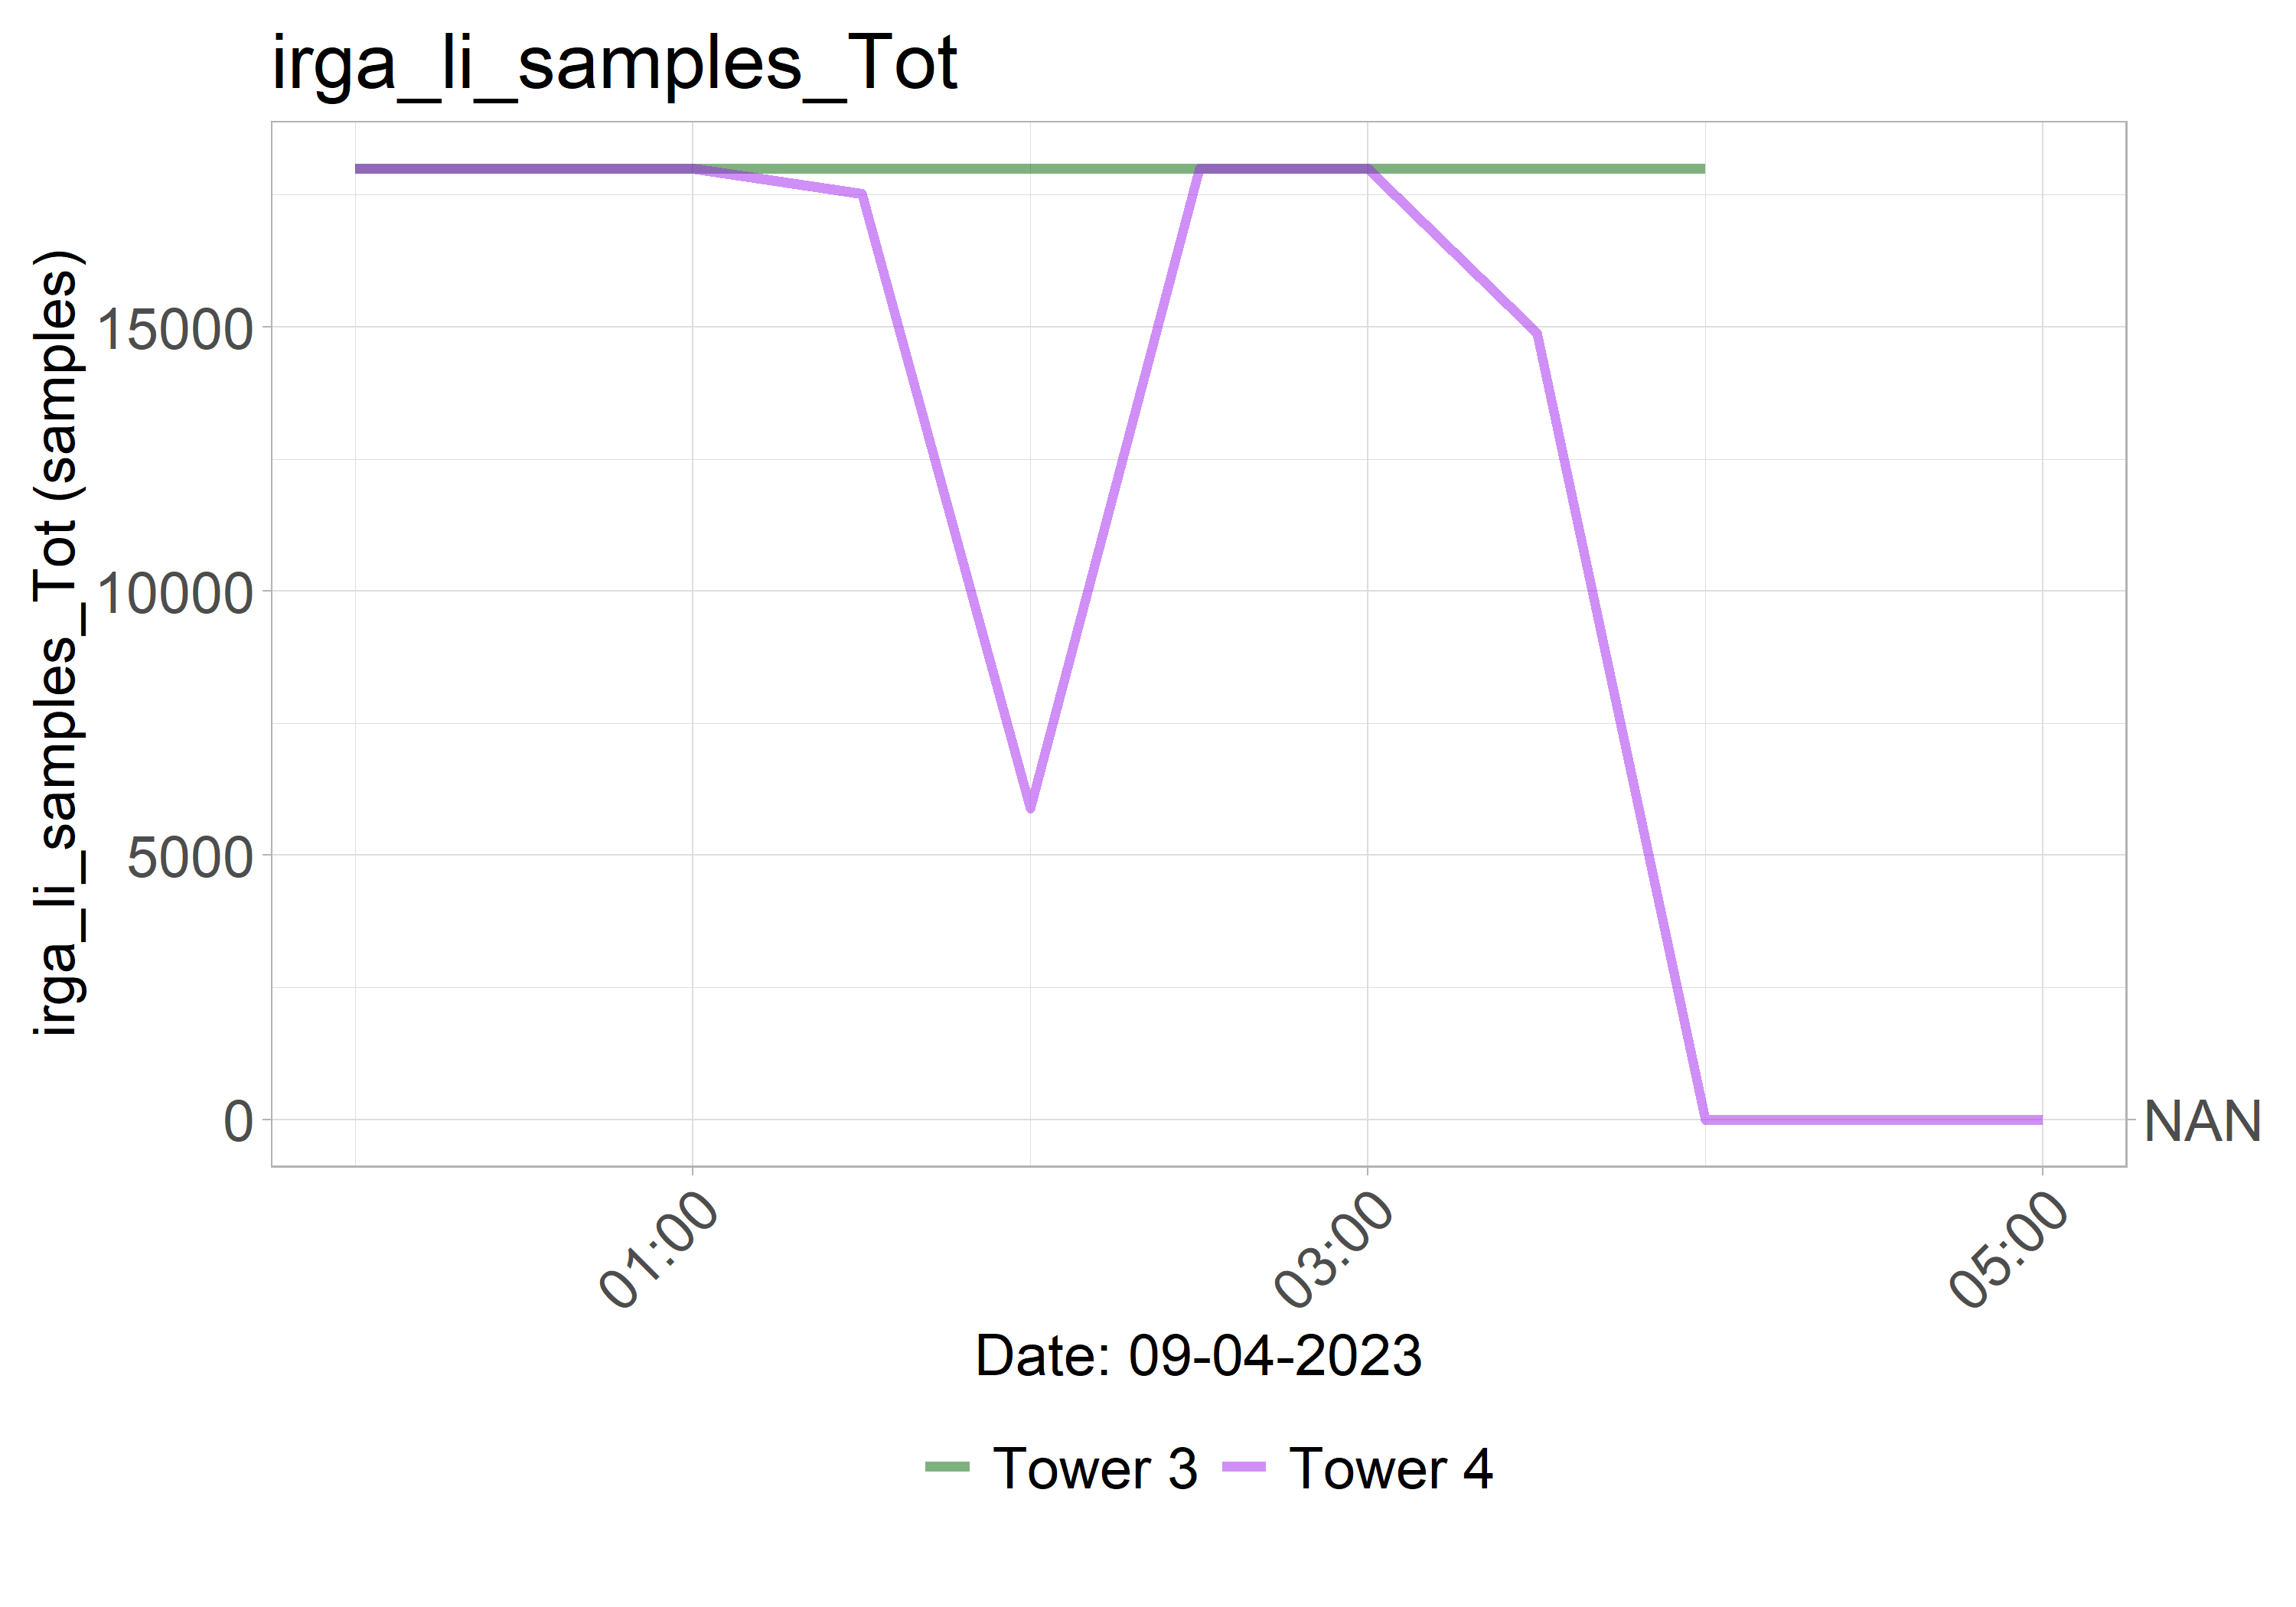 irga_li_samples_Tot
irga_li_samples_Tot (samples)
15000
10000
5000
0
NAN
01:00
03:00
05:00
Date: 09-04-2023
Tower 3
Tower 4